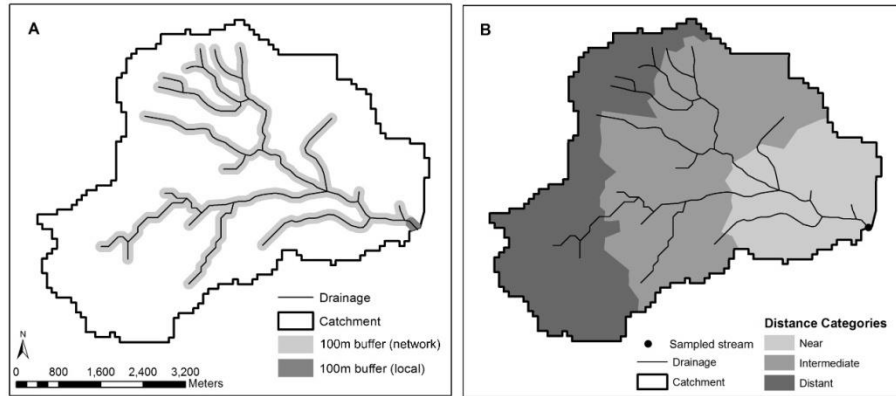 A
N
0 800 1,600 2,400 3,200
Meters
Drainage
Catchment
100m buffer (network)
100m buffer (local)
B
Sampled stream
Drainage
Catchment
Distance Categories
Near
Intermediate
Distant